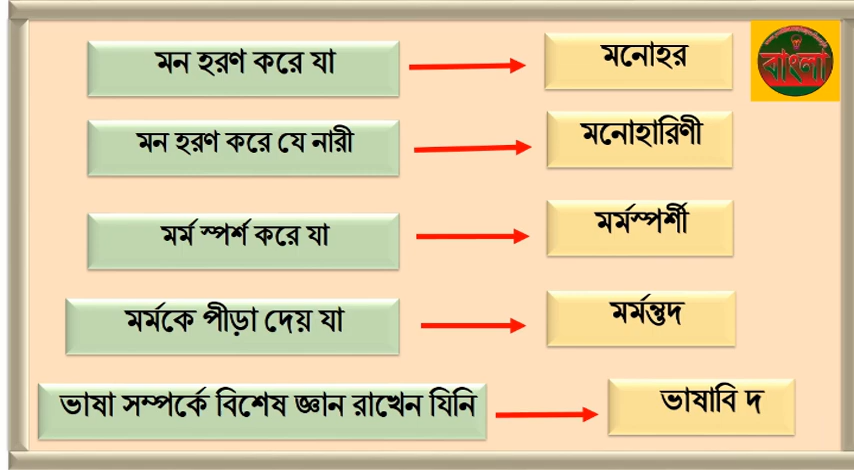 মন হরণ করে যা
মনোহর
বাংলা
মন হরণ করে যে নারী
মনোহারিণী
মর্ম স্পর্শ করে যা
মর্মস্পর্শী
মর্মকে পীড়া দেয় যা
মর্মন্তুদ
ভাষা সম্পর্কে বিশেষ জ্ঞান রাখেন যিনি
ভাষাবি দ